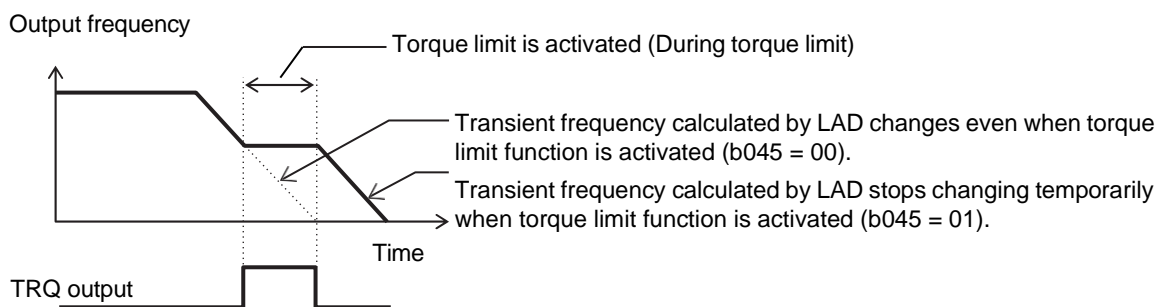 Output frequency
Torque limit is activated (During torque limit)
Transient frequency calculated by LAD changes even when torque
limit function is activated (b045 = 00).
Transient frequency calculated by LAD stops changing temporarily
when torque limit function is activated (b045 = 01).
Time
TRQ output